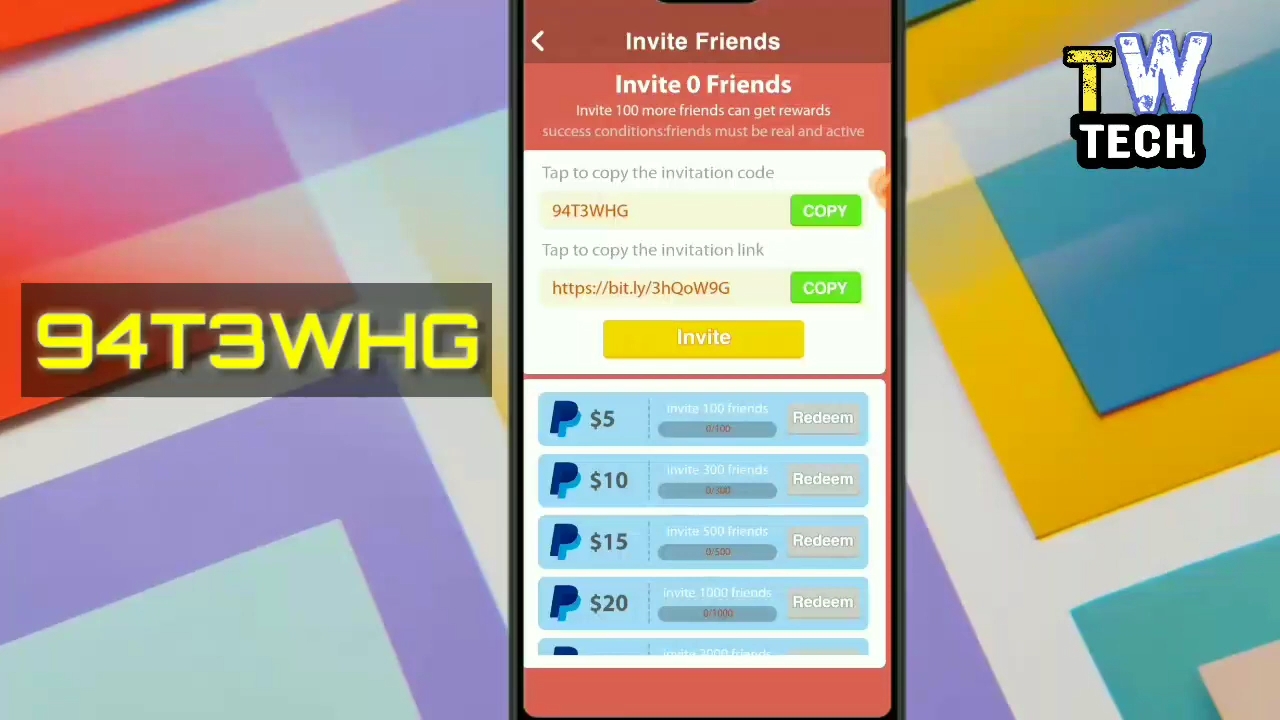 Invite Friends
Invite 0 Friends
Invite 100 more friends can get rewards
success conditions:friends must be real and active
Tap to copy the invitation code
94T3WHG
COPY
Tap to copy the invitation link
https://bit.ly/3hQoW9G
COPY
Invite
$5
invite 100 friends
0/100
Redeem
$10
invite 300 friends
0/300
Redeem
$15
invite 500 friends
0/500
Redeem
$20
invite 1000 friends
0/1000
Redeem
94T3WHG
TW
TECH